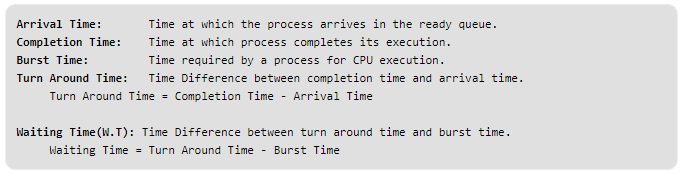 Arrival Time: Time at which the process arrives in the ready queue.
Completion Time: Time at which process completes its execution.
Burst Time: Time required by a process for CPU execution.
Turn Around Time: Time Difference between completion time and arrival time.
Turn Around Time = Completion Time - Arrival Time
Waiting Time(W.T): Time Difference between turn around time and burst time.
Waiting Time = Turn Around Time - Burst Time